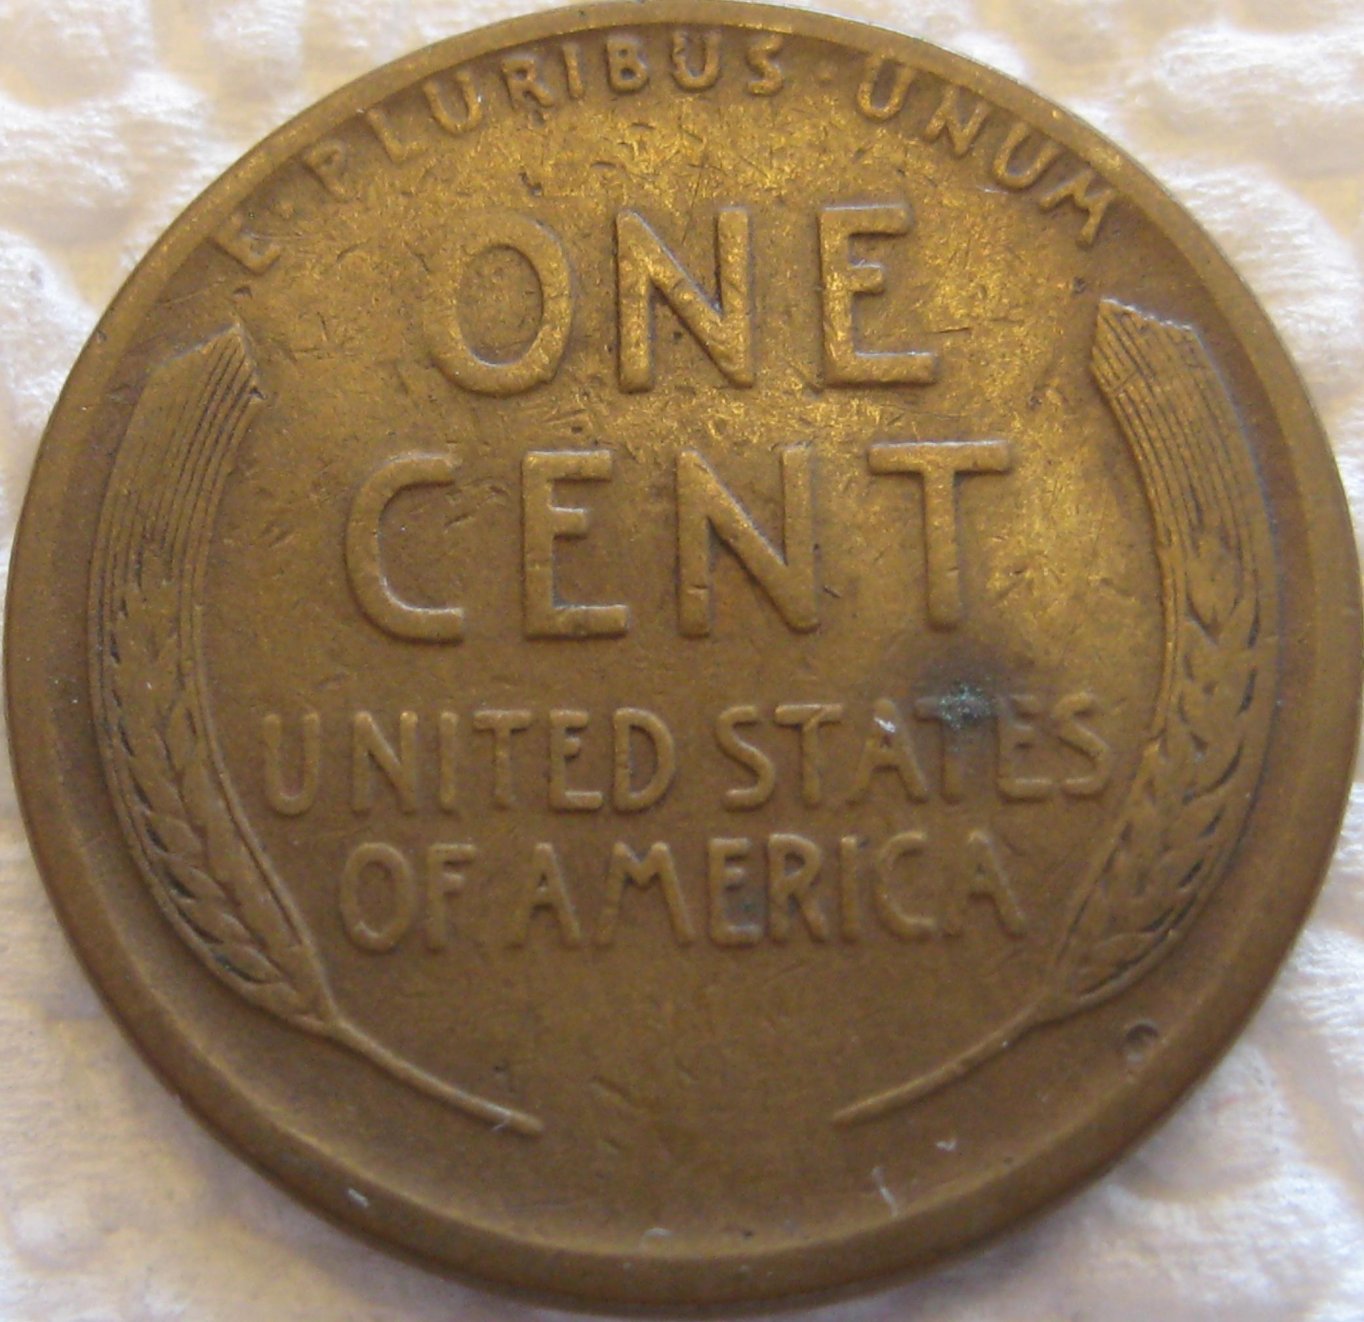 E·PLURIBUS·UNUM
ONE
CENT
UNITED STATES
OF AMERICA